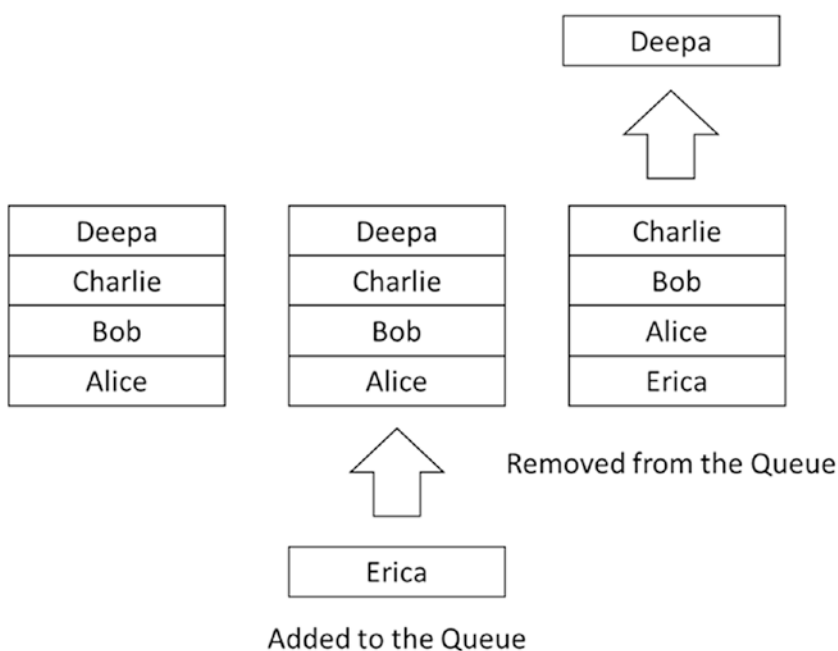 Deepa
Deepa
Charlie
Bob
Alice
Deepa
Charlie
Bob
Alice
Charlie
Bob
Alice
Erica
Removed from the Queue
Erica
Added to the Queue